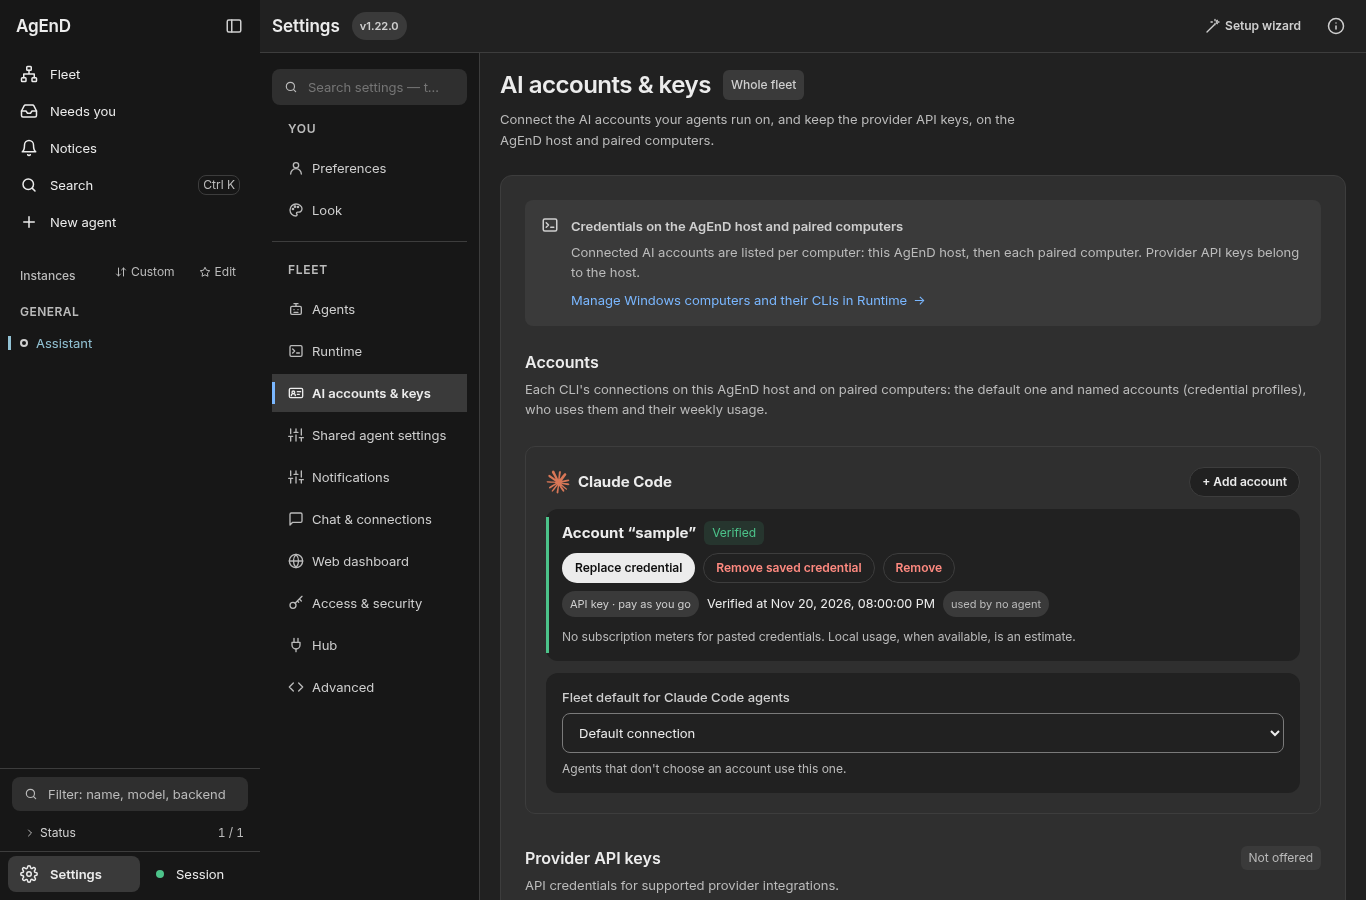 AgEnD
Fleet
Needs you
Notices
Search
Ctrl K
New agent
Instances
Custom
Edit
GENERAL
Assistant
Filter: name, model, backend
Status
1 / 1
Settings
Session
Settings
v1.22.0
Setup wizard
Search settings — t...
YOU
Preferences
Look
FLEET
Agents
Runtime
AI accounts & keys
Shared agent settings
Notifications
Chat & connections
Web dashboard
Access & security
Hub
Advanced
AI accounts & keys
Whole fleet
Connect the AI accounts your agents run on, and keep the provider API keys, on the
AgEnD host and paired computers.
Credentials on the AgEnD host and paired computers
Connected AI accounts are listed per computer: this AgEnD host, then each paired computer. Provider API keys belong
to the host.
Manage Windows computers and their CLIs in Runtime →
Accounts
Each CLI's connections on this AgEnD host and on paired computers: the default one and named accounts (credential profiles),
who uses them and their weekly usage.
Claude Code
+ Add account
Account “sample”
Verified
Replace credential
Remove saved credential
Remove
API key · pay as you go
Verified at Nov 20, 2026, 08:00:00 PM
used by no agent
No subscription meters for pasted credentials. Local usage, when available, is an estimate.
Fleet default for Claude Code agents
Default connection
Agents that don't choose an account use this one.
Provider API keys
Not offered
API credentials for supported provider integrations.